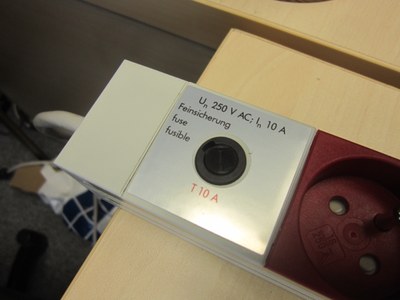 Un 250 V AC; In 10 A
Feinsicherung
fuse
fusible
T 10 A